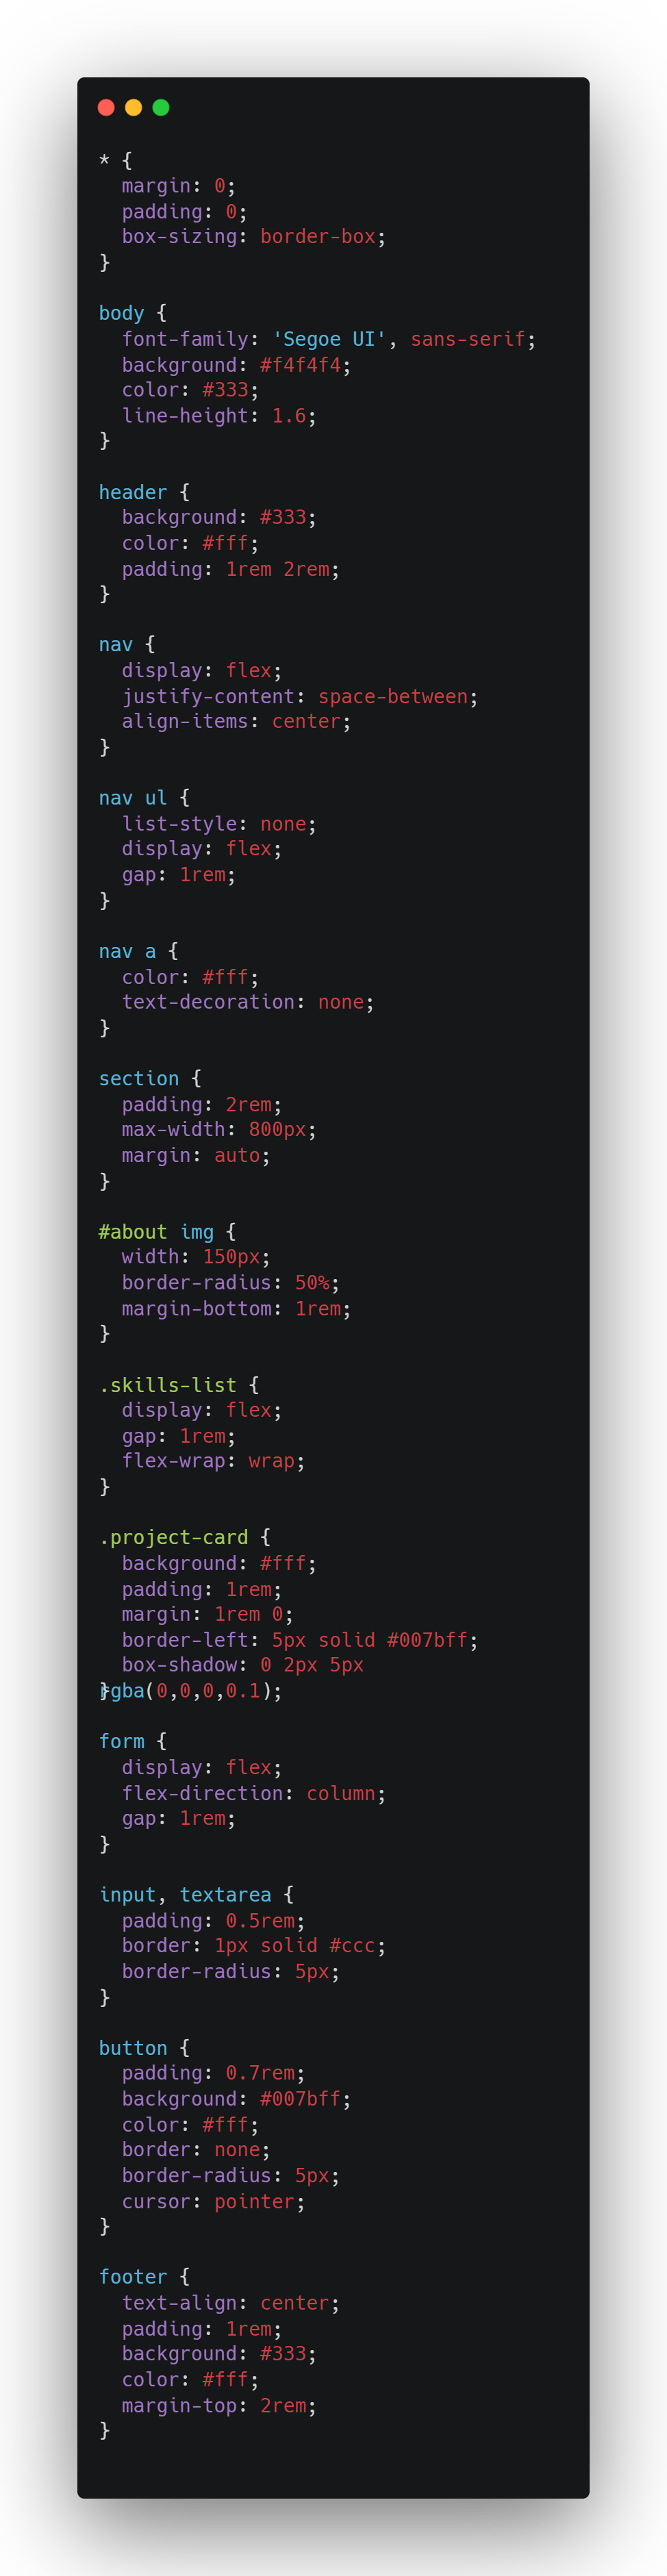 * {
  margin: 0;
  padding: 0;
  box-sizing: border-box;
}

body {
  font-family: 'Segoe UI', sans-serif;
  background: #f4f4f4;
  color: #333;
  line-height: 1.6;
}

header {
  background: #333;
  color: #fff;
  padding: 1rem 2rem;
}

nav {
  display: flex;
  justify-content: space-between;
  align-items: center;
}

nav ul {
  list-style: none;
  display: flex;
  gap: 1rem;
}

nav a {
  color: #fff;
  text-decoration: none;
}

section {
  padding: 2rem;
  max-width: 800px;
  margin: auto;
}

#about img {
  width: 150px;
  border-radius: 50%;
  margin-bottom: 1rem;
}

.skills-list {
  display: flex;
  gap: 1rem;
  flex-wrap: wrap;
}

.project-card {
  background: #fff;
  padding: 1rem;
  margin: 1rem 0;
  border-left: 5px solid #007bff;
  box-shadow: 0 2px 5px
rgba(0,0,0,0.1);
}

form {
  display: flex;
  flex-direction: column;
  gap: 1rem;
}

input, textarea {
  padding: 0.5rem;
  border: 1px solid #ccc;
  border-radius: 5px;
}

button {
  padding: 0.7rem;
  background: #007bff;
  color: #fff;
  border: none;
  border-radius: 5px;
  cursor: pointer;
}

footer {
  text-align: center;
  padding: 1rem;
  background: #333;
  color: #fff;
  margin-top: 2rem;
}